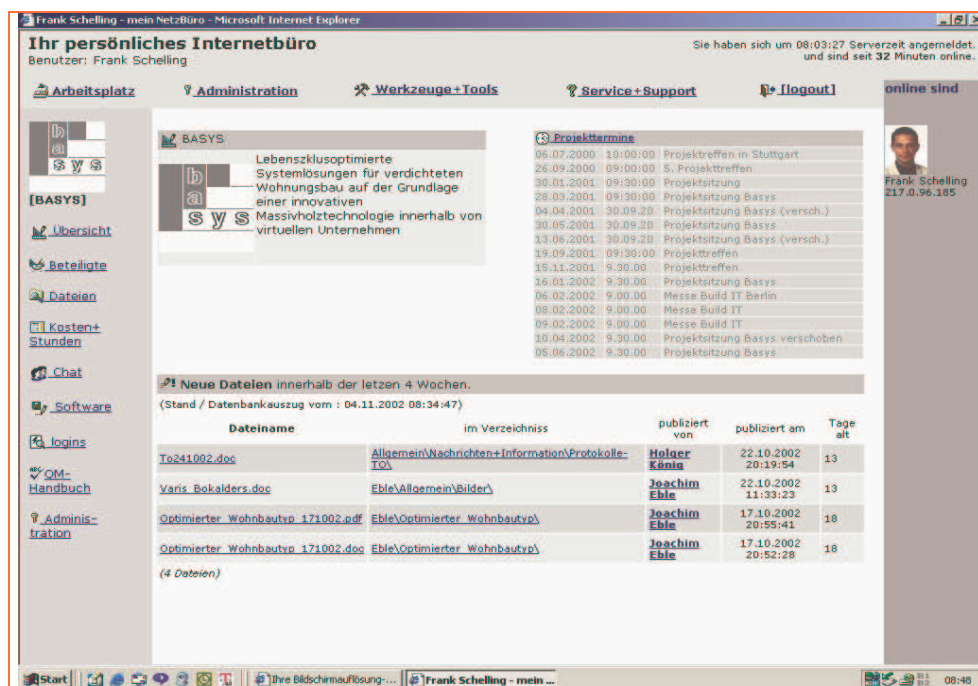 Frank Schelling - mein NetzBüro - Microsoft Internet Explorer
Ihr persönliches Internetbüro
Benutzer: Frank Schelling
Sie haben sich um 08:03:27 Serverzeit angemeldet.
und sind seit 32 Minuten online.
Arbeitsplatz Administration Werkzeuge+Tools Service+Support [logout] online sind
b
a
s y s
[BASYS]
Übersicht
Beteiligte
Dateien
Kosten+
Stunden
Chat
Software
logins
QM-
Handbuch
Adminis-
tration
BASYS
b
a
s y s
Lebenszklusoptimierte
Systemlösungen für verdichteten
Wohnungsbau auf der Grundlage
einer innovativen
Massivholztechnologie innerhalb von
virtuellen Unternehmen
Projekttermine
06.07.2000 10:00:00 Projektreffen in Stuttgart
26.09.2000 09:00:00 5. Projekttreffen
30.01.2001 09:30:00 Projektsitzung
28.03.2001 09:30:00 Projektsitzung Basys
04.04.2001 30.09.20 Projektsitzung Basys (versch.)
30.05.2001 30.09.20 Projektsitzung Basys
13.06.2001 30.09.20 Projektsitzung Basys (versch.)
19.09.2001 09:30:00 Projekttreffen
15.11.2001 9.30.00 Projekttreffen
16.01.2002 9.30.00 Projektsitzung Basys
06.02.2002 9.00.00 Messe Build IT Berlin
08.02.2002 9.00.00 Messe Build IT
09.02.2002 9.00.00 Messe Build IT
10.04.2002 9.30.00 Projektsitzung Basys verschoben
05.06.2002 9.30.00 Projektsitzung Basys
Frank Schelling
217.0.96.185
Neue Dateien innerhalb der letzen 4 Wochen.
(Stand / Datenbankauszug vom : 04.11.2002 08:34:47)
Dateiname im Verzeichniss publiziert von publiziert am Tage alt
To241002.doc Allgemein\Nachrichten+Information\Protokolle-TO\ Holger König 22.10.2002 20:19:54 13
Varis_Bokalders.doc Eble\Allgemein\Bilder\ Joachim Eble 22.10.2002 11:33:23 13
Optimierter_Wohnbautyp_171002.pdf Eble\Optimierter_Wohnbautyp\ Joachim Eble 17.10.2002 20:55:41 18
Optimierter_Wohnbautyp_171002.doc Eble\Optimierter_Wohnbautyp\ Joachim Eble 17.10.2002 20:52:28 18
(4 Dateien)
Start Ihre Bildschirmauflösung-... Frank Schelling - mein ... 08:48